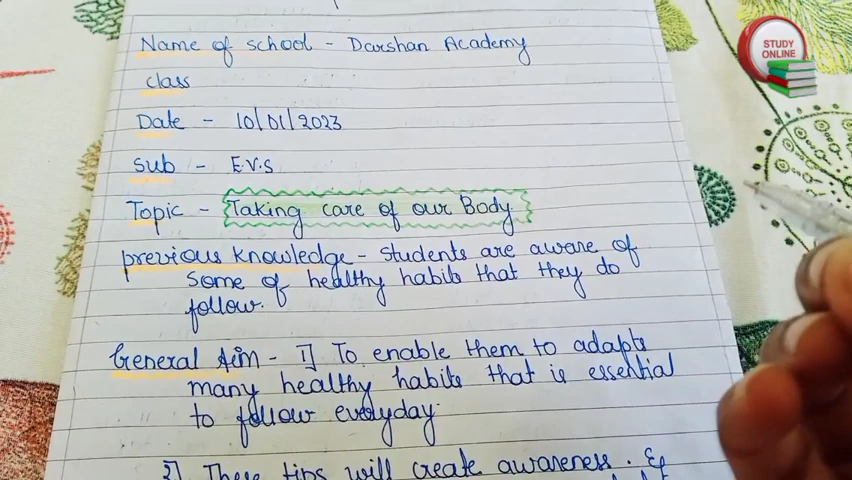 Name of school - Darshan Academy
STUDY
ONLINE
class
Date - 10/01/2023
Sub - E.V.S
Topic - Taking care of our Body
previous knowledge - students are aware of
some of healthy habits that they do
follow.
General Aim - 1] To enable them to adapts
many healthy habits that is essential
to follow everyday.
2] These tips will create awareness. &